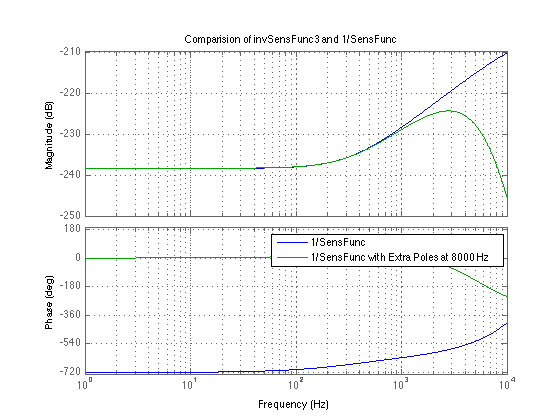 Comparision of invSensFunc3 and 1/SensFunc
Magnitude (dB)
-210
-220
-230
-240
-250
Phase (deg)
180
0
-180
-360
-540
-720
1/SensFunc
1/SensFunc with Extra Poles at 8000 Hz
10^0 10^1 10^2 10^3 10^4
Frequency (Hz)